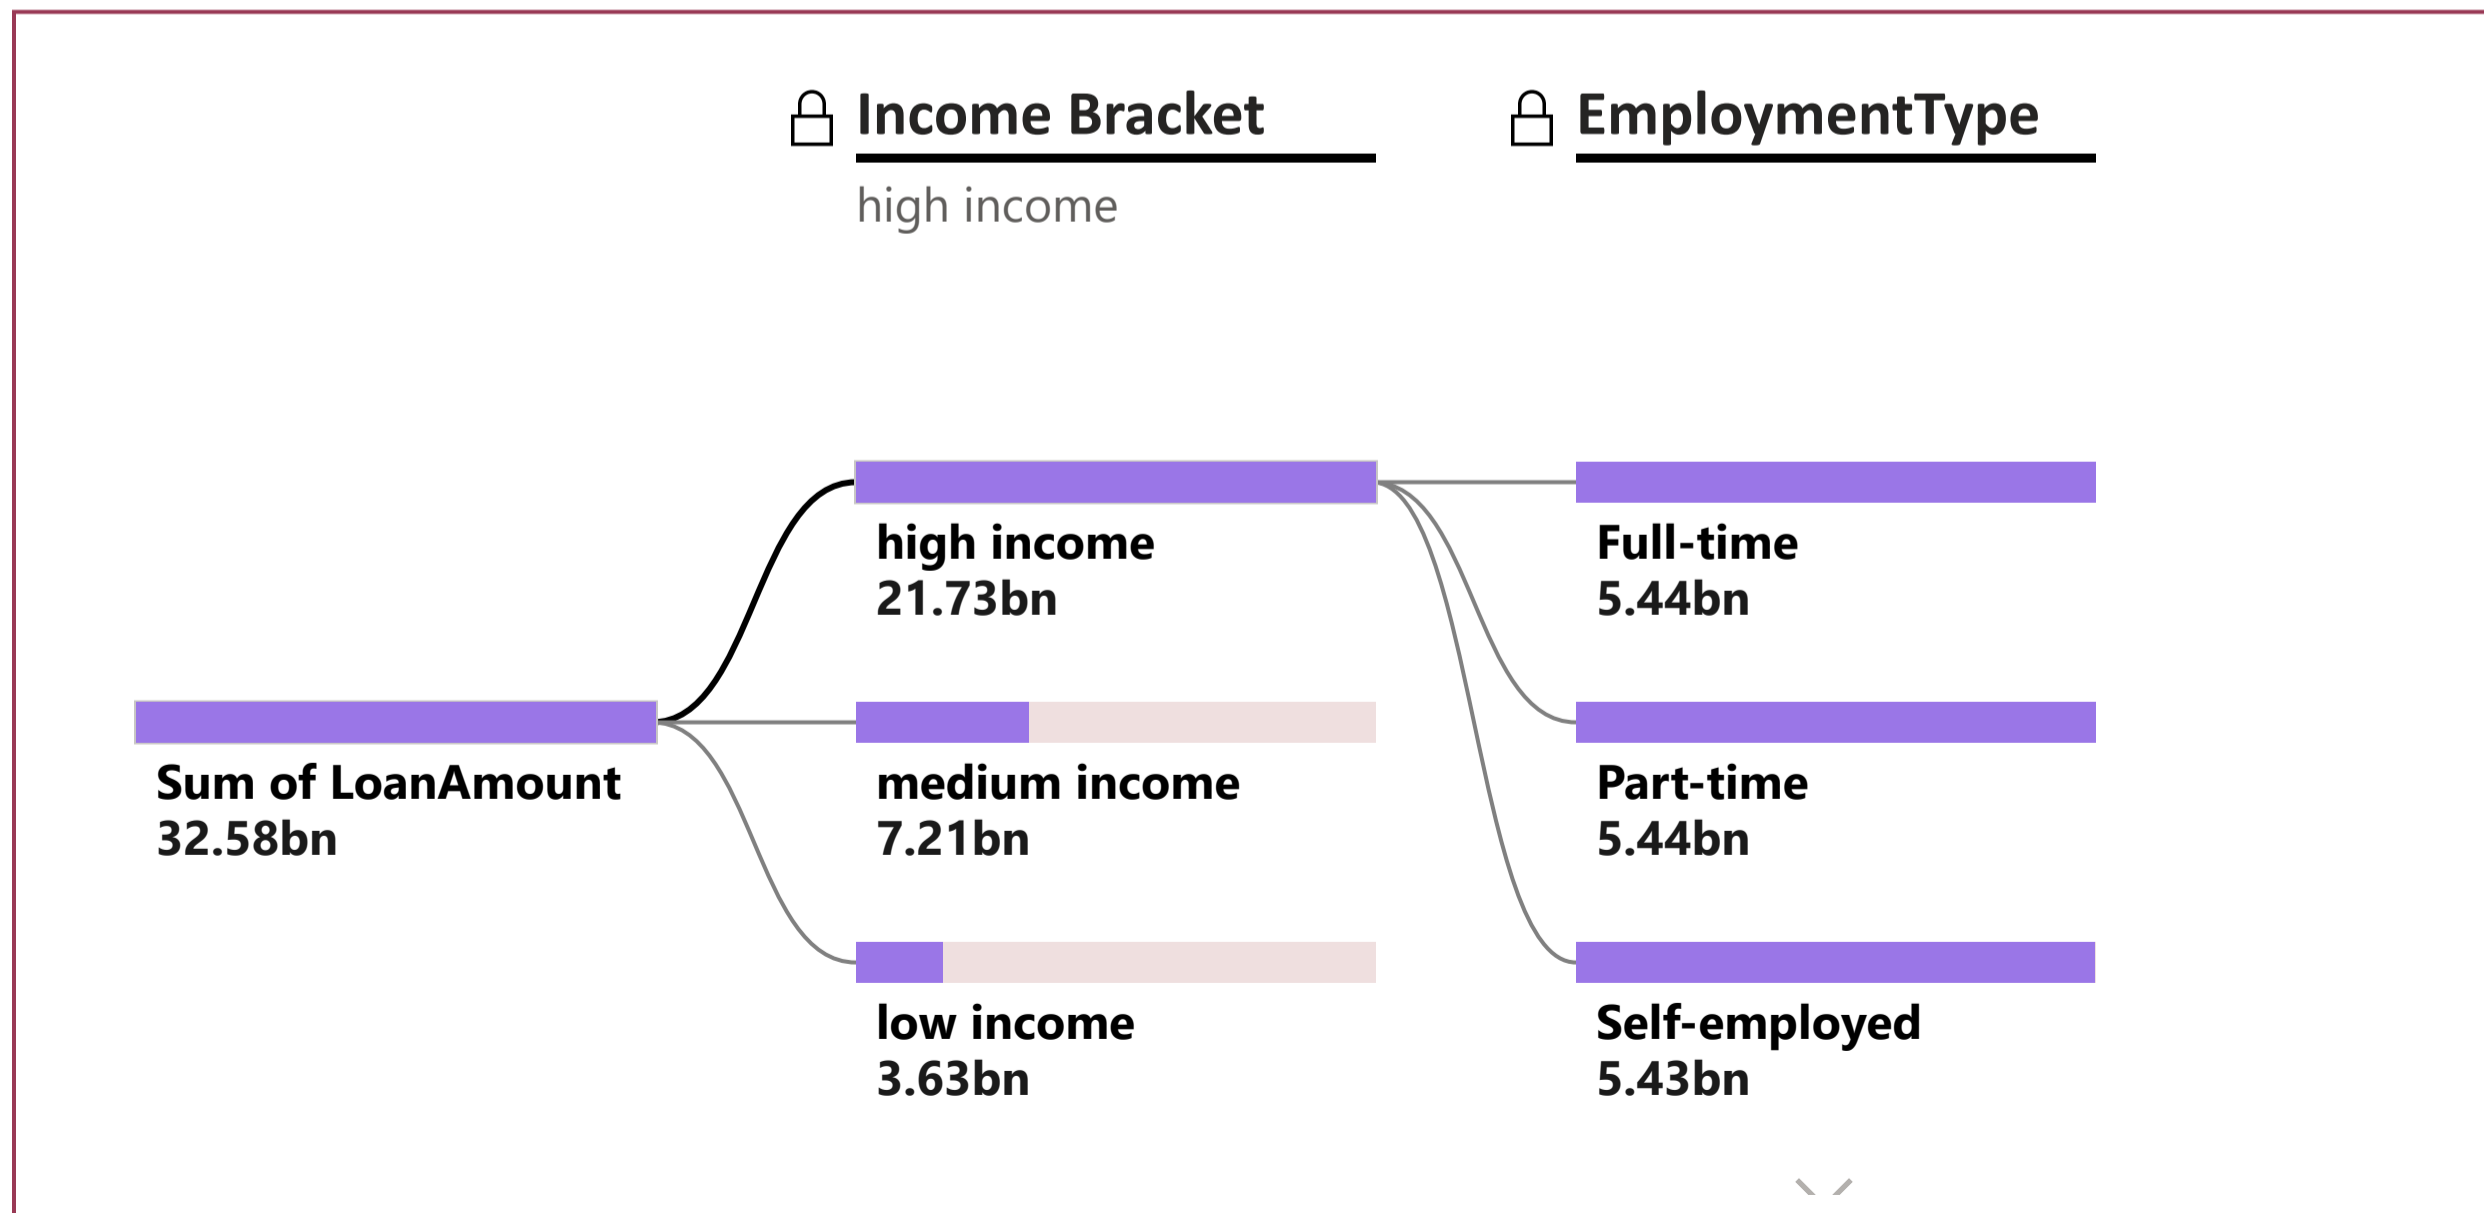 Income Bracket
EmploymentType
high income
high income
21.73bn
Full-time
5.44bn
Sum of LoanAmount
32.58bn
medium income
7.21bn
Part-time
5.44bn
low income
3.63bn
Self-employed
5.43bn